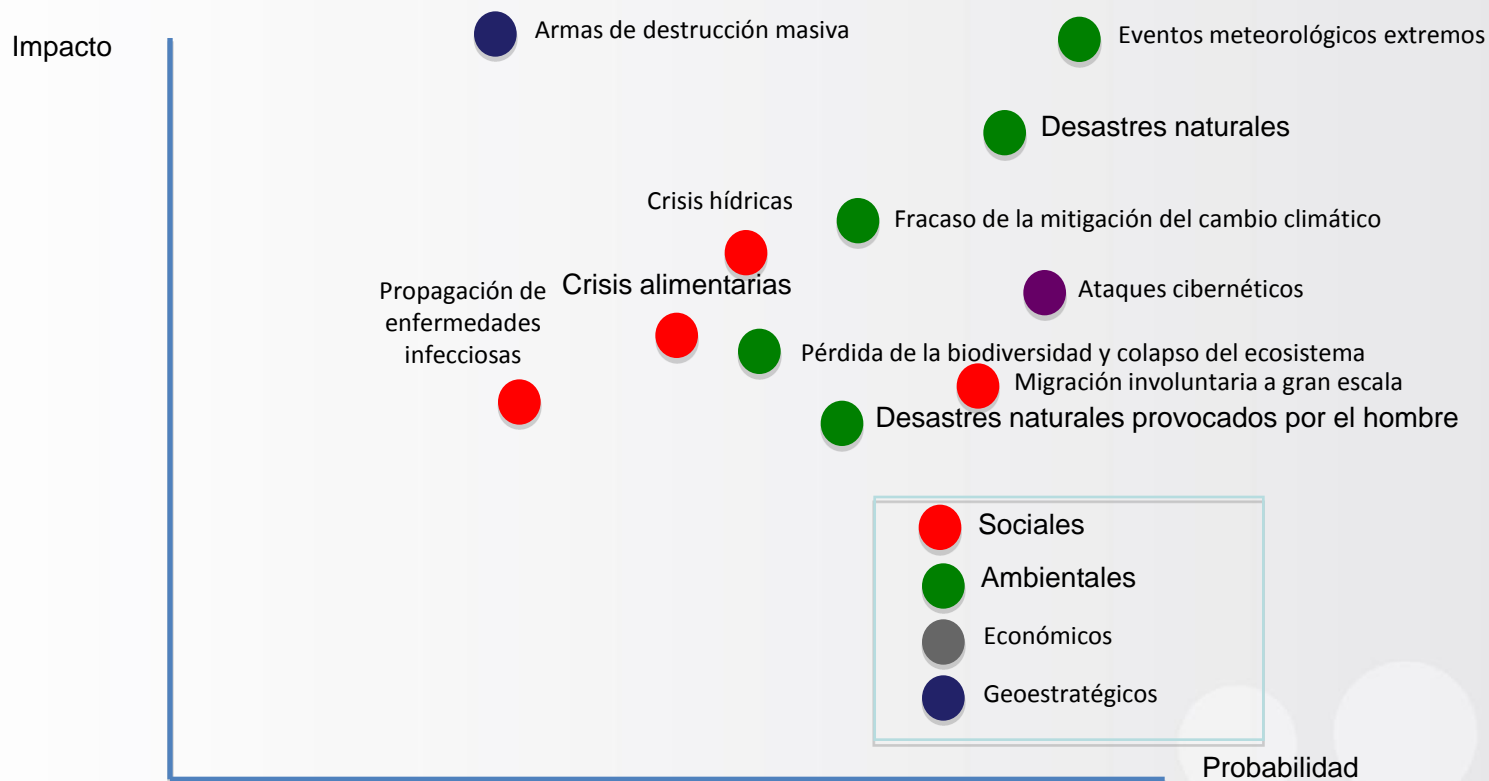 Impacto
Armas de destrucción masiva
Eventos meteorológicos extremos
Desastres naturales
Crisis hídricas
Fracaso de la mitigación del cambio climático
Crisis alimentarias
Propagación de
enfermedades
infecciosas
Ataques cibernéticos
Pérdida de la biodiversidad y colapso del ecosistema
Migración involuntaria a gran escala
Desastres naturales provocados por el hombre
Sociales
Ambientales
Económicos
Geoestratégicos
Probabilidad